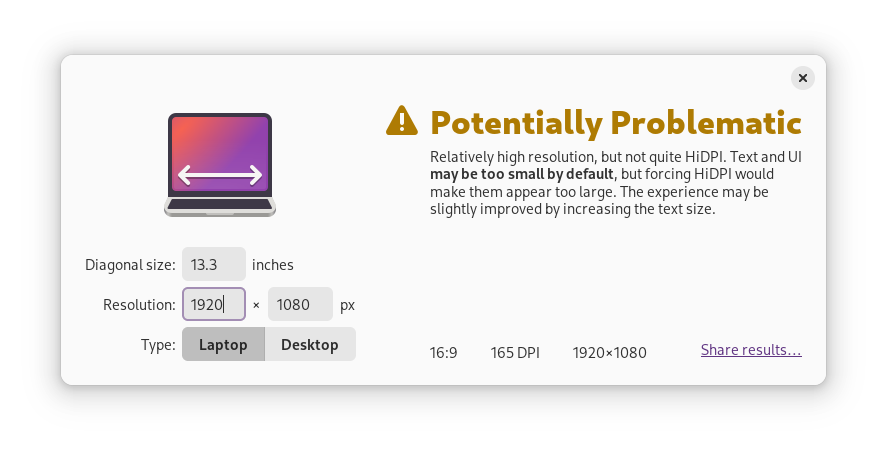 Potentially Problematic
Relatively high resolution, but not quite HiDPI. Text and UI
may be too small by default, but forcing HiDPI would
make them appear too large. The experience may be
slightly improved by increasing the text size.
Diagonal size: 13.3 inches
Resolution: 1920 × 1080 px
Type: Laptop Desktop
16:9 165 DPI 1920×1080 Share results…